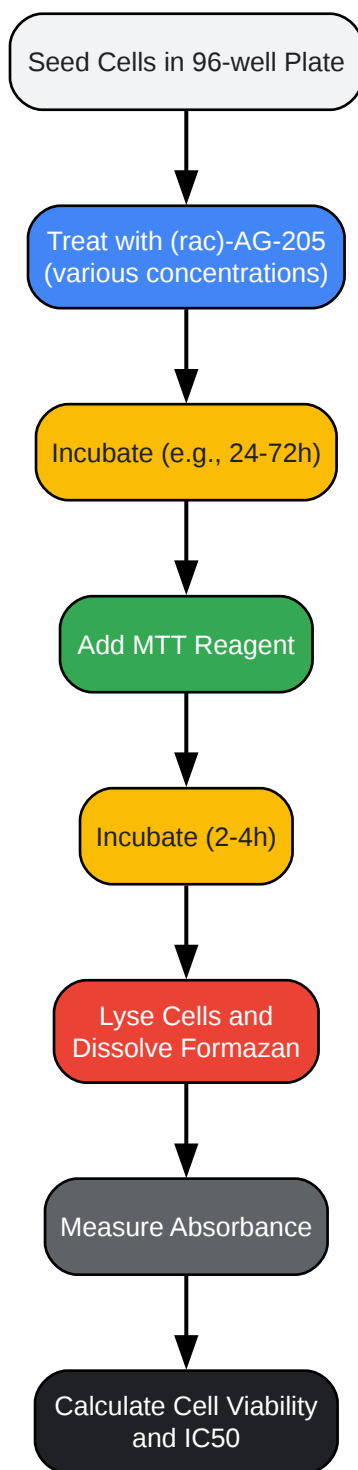 Seed Cells in 96-well Plate
Treat with (rac)-AG-205
(various concentrations)
Incubate (e.g., 24-72h)
Add MTT Reagent
Incubate (2-4h)
Lyse Cells and
Dissolve Formazan
Measure Absorbance
Calculate Cell Viability
and IC50